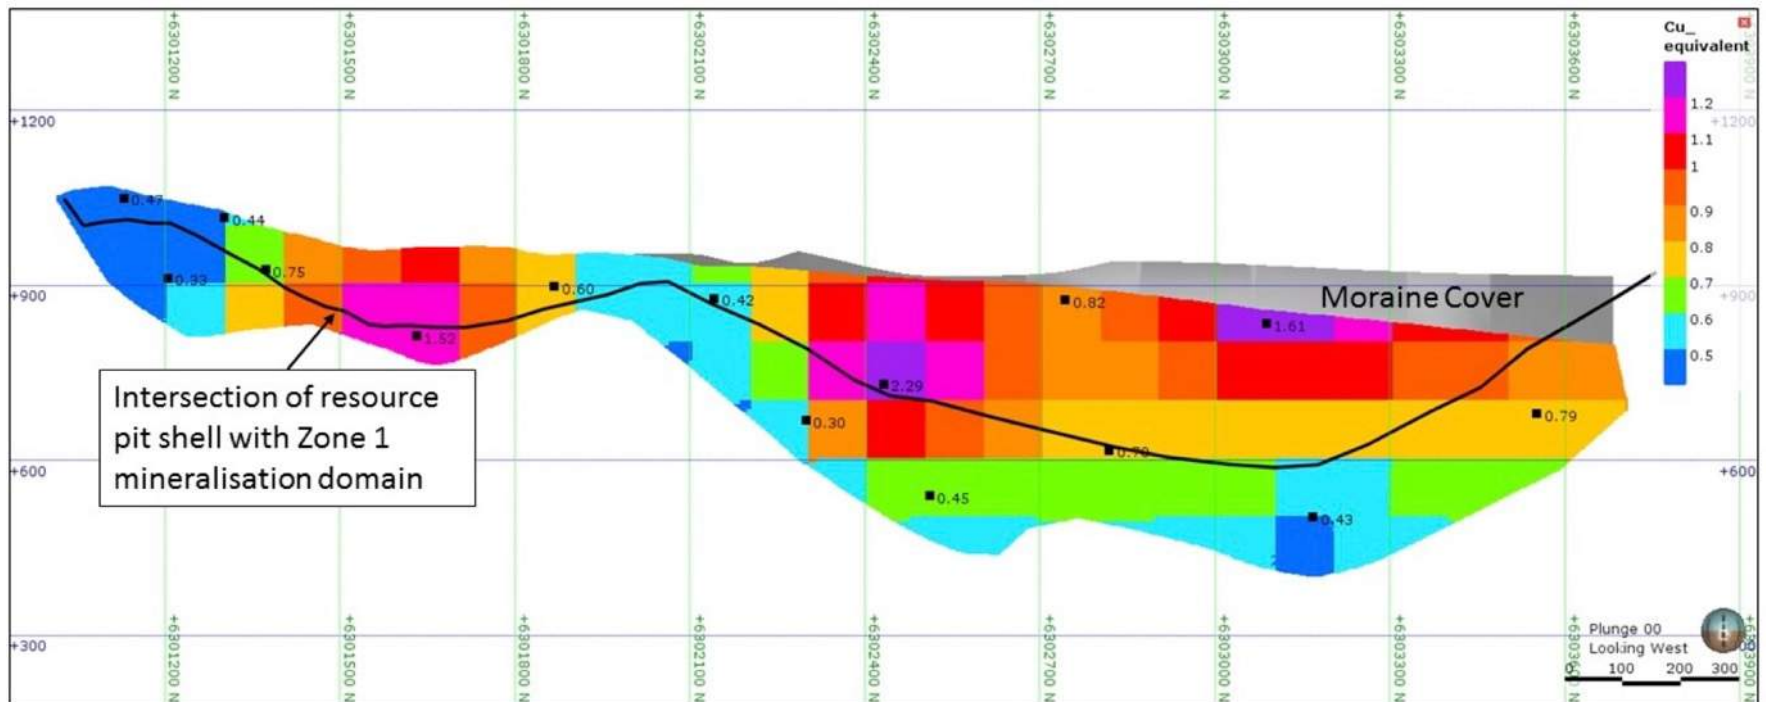 +6301200 N
+6301500 N
+6301800 N
+6302100 N
+6302400 N
+6302700 N
+6303000 N
+6303300 N
+6303600 N
Cu_
equivalent
1.2
1.1
1
0.9
0.8
0.7
0.6
0.5
+1200
+1200
0.47
0.44
0.33
0.75
+900
0.60
0.42
0.82
Moraine Cover
+900
1.61
1.52
Intersection of resource
pit shell with Zone 1
mineralisation domain
2.29
0.30
0.79
+600
+600
0.45
0.43
+300
Plunge 00
Looking West
0 100 200 300
+6301200 N
+6301500 N
+6301800 N
+6302100 N
+6302400 N
+6302700 N
+6303000 N
+6303300 N
+6303600 N
+6303900 N